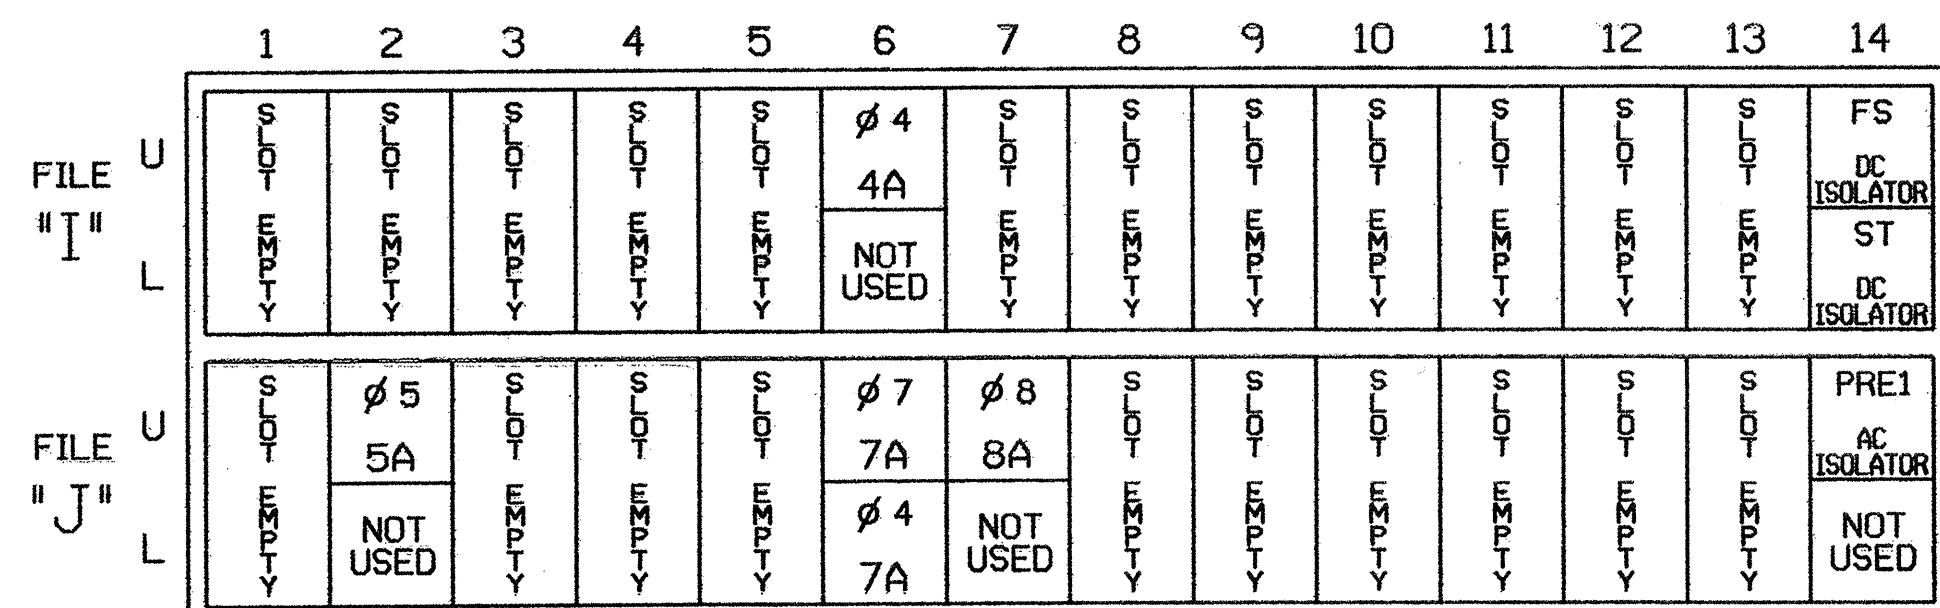 1 2 3 4 5 6 7 8 9 10 11 12 13 14
FILE "I"
U
L
SLOT EMPTY
SLOT EMPTY
SLOT EMPTY
SLOT EMPTY
SLOT EMPTY
ø 4
4A
NOT
USED
SLOT EMPTY
SLOT EMPTY
SLOT EMPTY
SLOT EMPTY
SLOT EMPTY
SLOT EMPTY
SLOT EMPTY
FS
DC
ISOLATOR
ST
DC
ISOLATOR
FILE "J"
U
L
SLOT EMPTY
ø 5
5A
NOT
USED
SLOT EMPTY
SLOT EMPTY
SLOT EMPTY
ø 7
7A
ø 4
7A
ø 8
8A
NOT
USED
SLOT EMPTY
SLOT EMPTY
SLOT EMPTY
SLOT EMPTY
SLOT EMPTY
SLOT EMPTY
PRE1
AC
ISOLATOR
NOT
USED